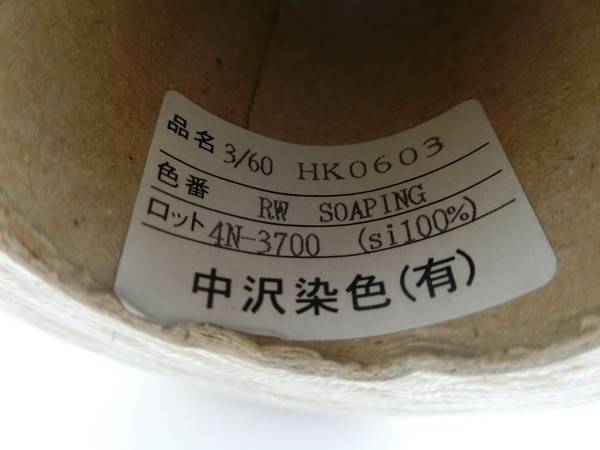 品名 3/60 HK0603
色番 RW SOAPING
ロット 4N-3700 (si100%)
中沢染色(有)